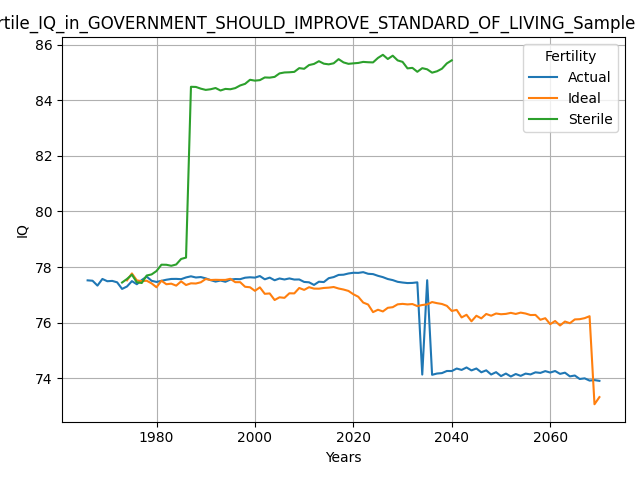 rtile_IQ_in_GOVERNMENT_SHOULD_IMPROVE_STANDARD_OF_LIVING_Sample
Fertility
Actual
Ideal
Sterile
IQ
86
84
82
80
78
76
74
1980
2000
2020
2040
2060
Years